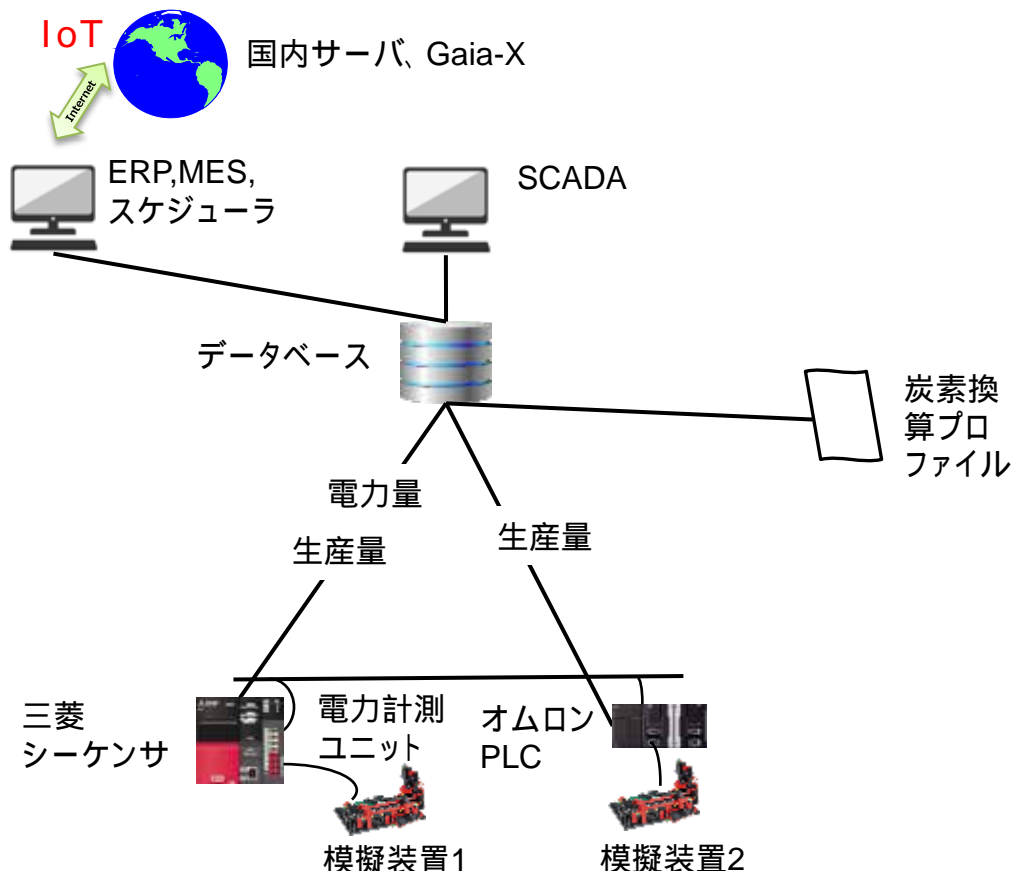 IoT
国内サーバ、Gaia-X
Internet
ERP,MES,
スケジューラ
SCADA
データベース
炭素換
算プロ
ファイル
電力量
生産量
生産量
三菱
シーケンサ
電力計測
ユニット
オムロン
PLC
模擬装置1
模擬装置2